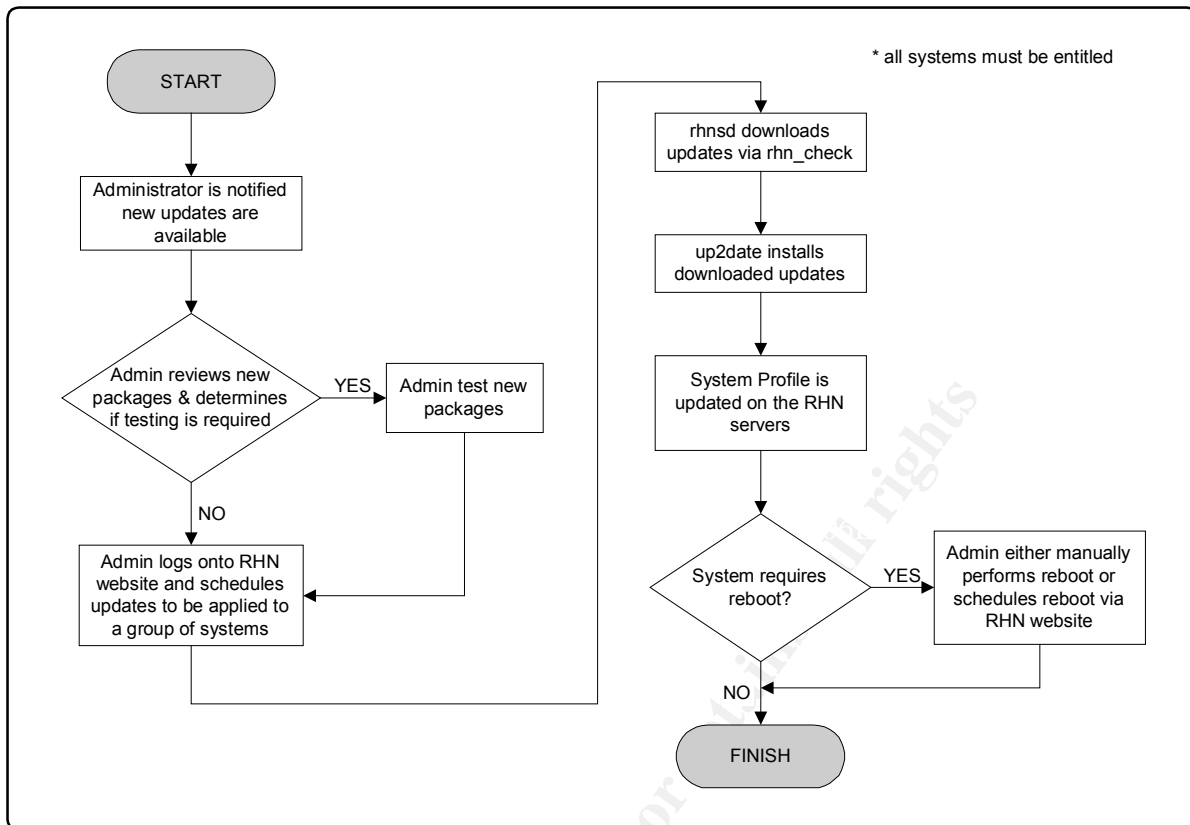 START
Administrator is notified
new updates are
available
Admin reviews new
packages & determines
if testing is required
YES
Admin test new
packages
NO
Admin logs onto RHN
website and schedules
updates to be applied to
a group of systems
* all systems must be entitled
rhnsd downloads
updates via rhn_check
up2date installs
downloaded updates
System Profile is
updated on the RHN
servers
System requires
reboot?
YES
Admin either manually
performs reboot or
schedules reboot via
RHN website
NO
FINISH
rights